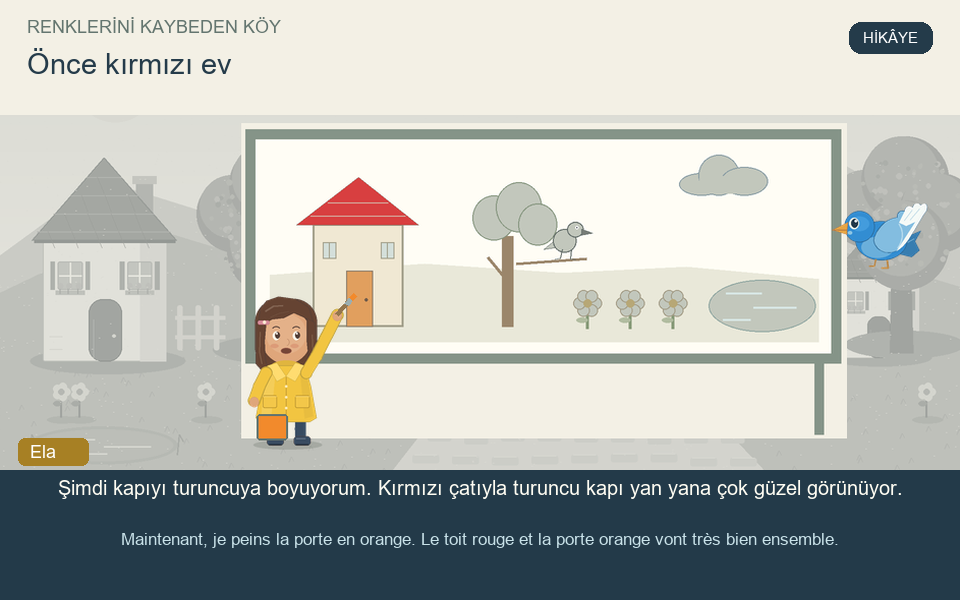 RENKLERİNİ KAYBEDEN KÖY
HİKÂYE
Önce kırmızı ev
Ela
Şimdi kapıyı turuncuya boyuyorum. Kırmızı çatıyla turuncu kapı yan yana çok güzel görünüyor.
Maintenant, je peins la porte en orange. Le toit rouge et la porte orange vont très bien ensemble.